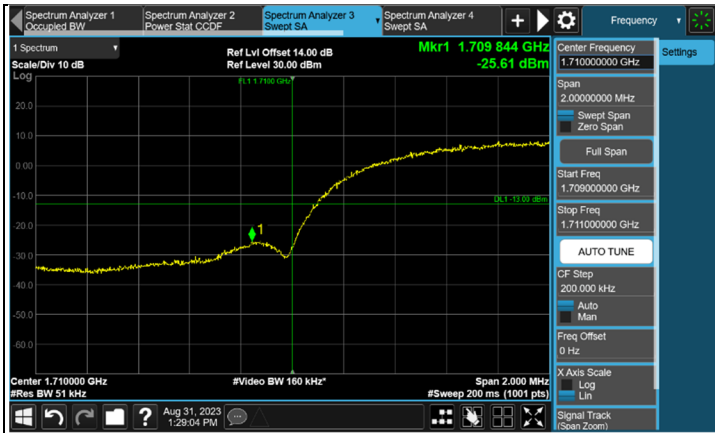 Spectrum Analyzer 1
Occupied BW
Spectrum Analyzer 2
Power Stat CCDF
Spectrum Analyzer 3
Swept SA
Spectrum Analyzer 4
Swept SA
Frequency
1 Spectrum
Scale/Div 10 dB
Ref Lvl Offset 14.00 dB
Ref Level 30.00 dBm
Mkr1 1.709 844 GHz
-25.61 dBm
Log
FL1 1.7100 GHz
20.0
10.0
0.00
-10.0
-20.0
-30.0
-40.0
-50.0
-60.0
DL1 -13.00 dBm
1
Center 1.710000 GHz
#Res BW 51 kHz
#Video BW 160 kHz*
Span 2.000 MHz
#Sweep 200 ms (1001 pts)
Aug 31, 2023
1:29:04 PM
Center Frequency
1.710000000 GHz
Span
2.00000000 MHz
Swept Span
Zero Span
Full Span
Start Freq
1.709000000 GHz
Stop Freq
1.711000000 GHz
AUTO TUNE
CF Step
200.000 kHz
Auto
Man
Freq Offset
0 Hz
X Axis Scale
Log
Lin
Signal Track
(Span Zoom)
Settings